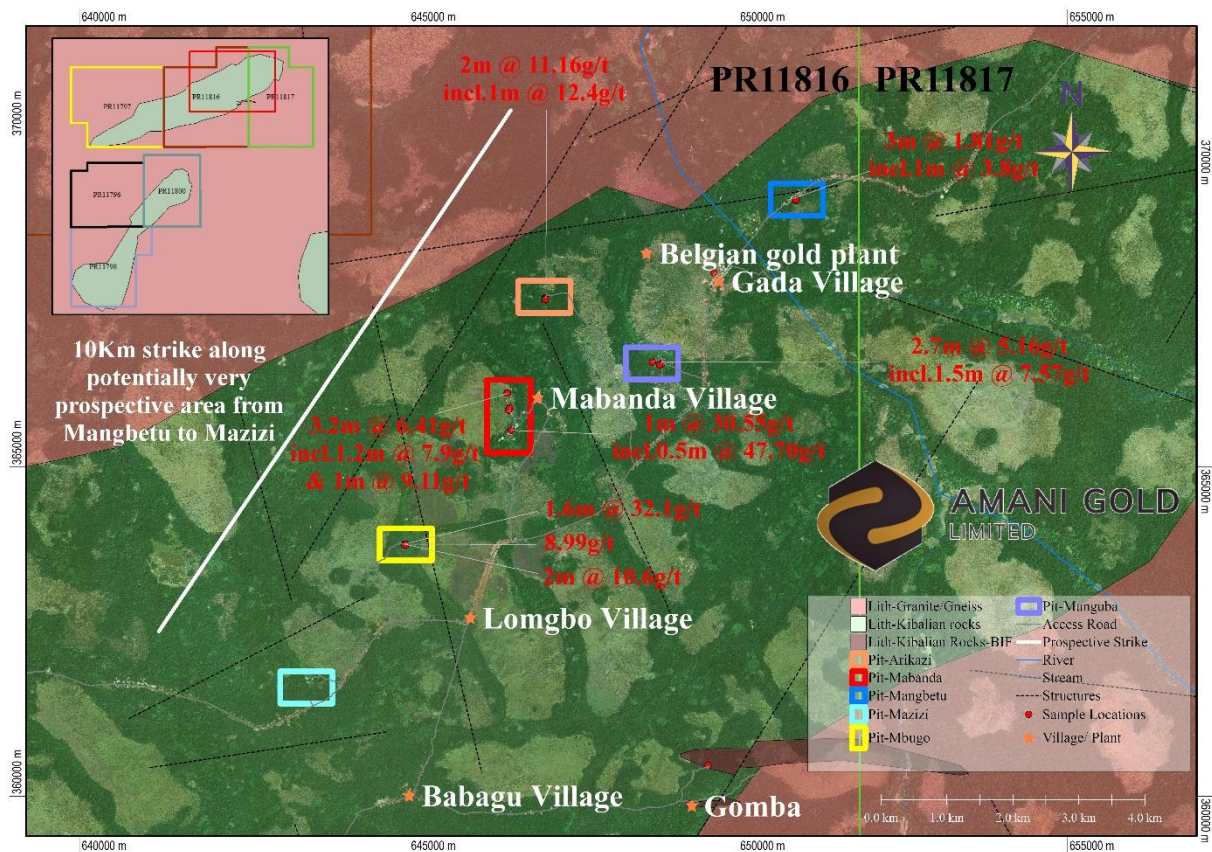 640000 m
645000 m
650000 m
655000 m
370000 m
365000 m
360000 m
370000 m
365000 m
360000 m
640000 m
645000 m
650000 m
655000 m
PR11797
PR11816
PR11817
PR11796
PR11800
PR11798
2m @ 11.16g/t
incl.1m @ 12.4g/t
PR11816
PR11817
N
3m @ 1.81g/t
incl.1m @ 3.8g/t
Belgian gold plant
Gada Village
10Km strike along
potentially very
prospective area from
Mangbetu to Mazizi
2.7m @ 5.16g/t
incl.1.5m @ 7.57g/t
Mabanda Village
3.2m @ 6.41g/t
incl.1.2m @ 7.9g/t
& 1m @ 9.11g/t
1m @ 30.55g/t
incl.0.5m @ 47.70g/t
AMANI GOLD
LIMITED
1.6m @ 32.1g/t
8.99g/t
2m @ 10.6g/t
Lomgbo Village
Babagu Village
Gomba
Lith-Granite/Gneiss
Lith-Kibalian rocks
Lith-Kibalian Rocks-BIF
Pit-Arikazi
Pit-Mabanda
Pit-Mangbetu
Pit-Mazizi
Pit-Mbugo
Pit-Munguba
Access Road
Prospective Strike
River
Stream
Structures
Sample Locations
Village/ Plant
0.0 km
1.0 km
2.0 km
3.0 km
4.0 km